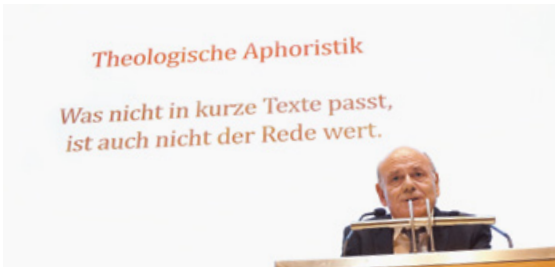 Theologische Aphoristik
Was nicht in kurze Texte passt,
ist auch nicht der Rede wert.